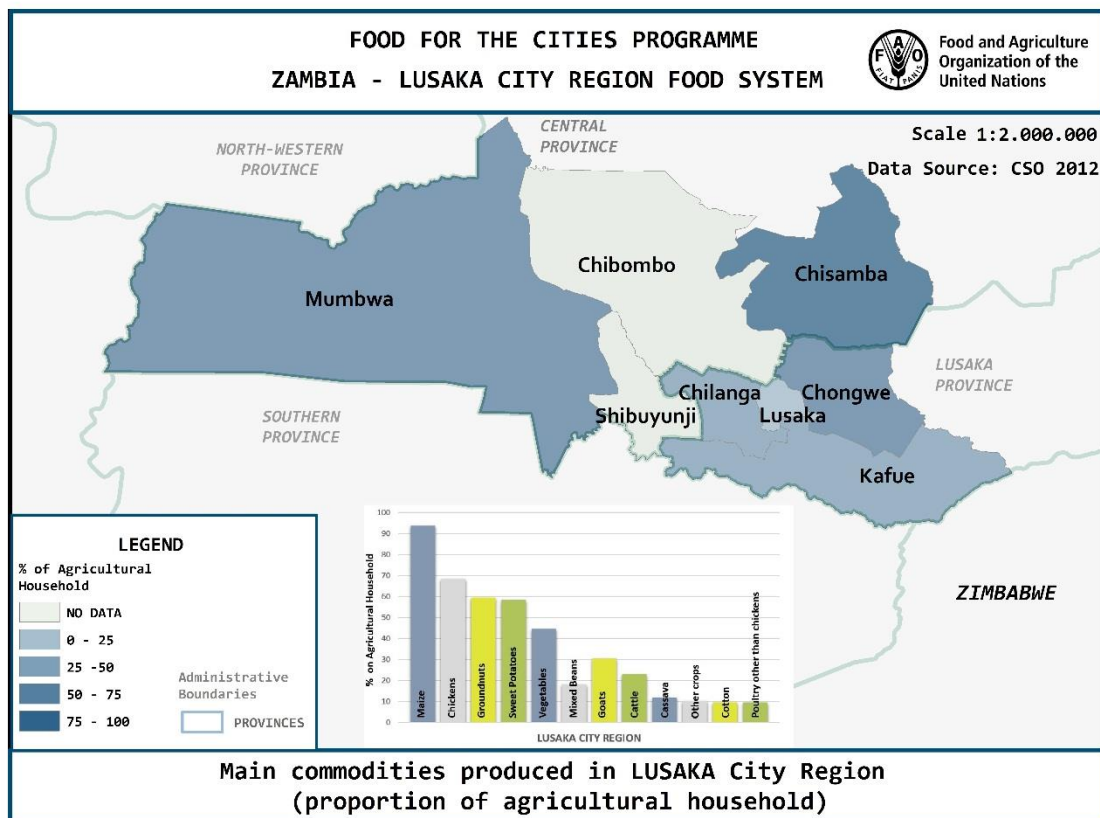 FOOD FOR THE CITIES PROGRAMME
ZAMBIA - LUSAKA CITY REGION FOOD SYSTEM
FAO
FIAT PANIS
Food and Agriculture
Organization of the
United Nations
Scale 1:2.000.000
Data Source: CSO 2012
NORTH-WESTERN
PROVINCE
CENTRAL
PROVINCE
Chibombo
Chisamba
Mumbwa
LUSAKA
PROVINCE
Chilanga
Chongwe
Shibuyunji
Lusaka
SOUTHERN
PROVINCE
Kafue
ZIMBABWE
LEGEND
% of Agricultural
Household
NO DATA
0 - 25
25 -50
50 - 75
75 - 100
Administrative
Boundaries
PROVINCES
% on Agricultural Household
100
90
80
70
60
50
40
30
20
10
0
Maize
Chickens
Groundnuts
Sweet Potatoes
Vegetables
Mixed Beans
Goats
Cattle
Cassava
Other crops
Cotton
Poultry other than chickens
LUSAKA CITY REGION
Main commodities produced in LUSAKA City Region
(proportion of agricultural household)